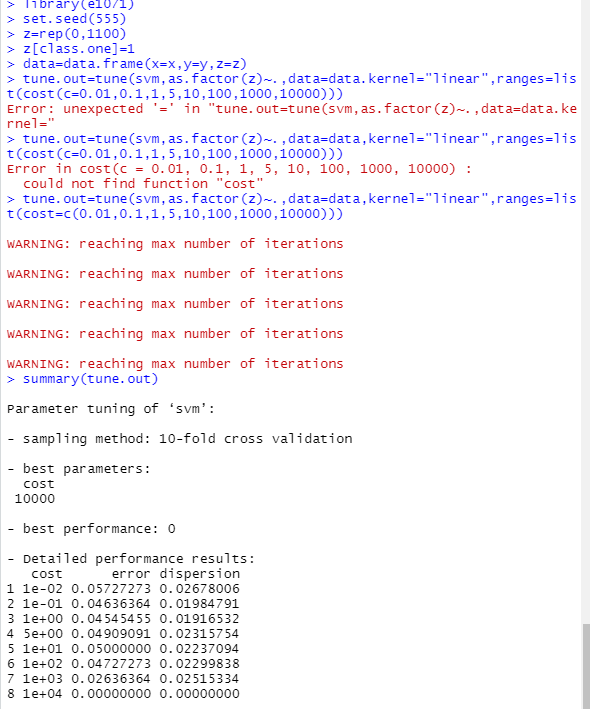 > library(e1071)
> set.seed(555)
> z=rep(0,1100)
> z[class.one]=1
> data=data.frame(x=x,y=y,z=z)
> tune.out=tune(svm,as.factor(z)~.,data=data.kernel="linear",ranges=lis
t(cost(c=0.01,0.1,1,5,10,100,1000,10000)))
Error: unexpected '=' in "tune.out=tune(svm,as.factor(z)~.,data=data.ke
rnel="
> tune.out=tune(svm,as.factor(z)~.,data=data,kernel="linear",ranges=lis
t(cost(c=0.01,0.1,1,5,10,100,1000,10000)))
Error in cost(c = 0.01, 0.1, 1, 5, 10, 100, 1000, 10000) :
  could not find function "cost"
> tune.out=tune(svm,as.factor(z)~.,data=data,kernel="linear",ranges=lis
t(cost=c(0.01,0.1,1,5,10,100,1000,10000)))
WARNING: reaching max number of iterations
WARNING: reaching max number of iterations
WARNING: reaching max number of iterations
WARNING: reaching max number of iterations
WARNING: reaching max number of iterations
> summary(tune.out)
Parameter tuning of ‘svm’:
- sampling method: 10-fold cross validation
- best parameters:
  cost
 10000
- best performance: 0
- Detailed performance results:
   cost      error dispersion
1 1e-02 0.05727273 0.02678006
2 1e-01 0.04636364 0.01984791
3 1e+00 0.04545455 0.01916532
4 5e+00 0.04909091 0.02315754
5 1e+01 0.05000000 0.02237094
6 1e+02 0.04727273 0.02299838
7 1e+03 0.02636364 0.02515334
8 1e+04 0.00000000 0.00000000